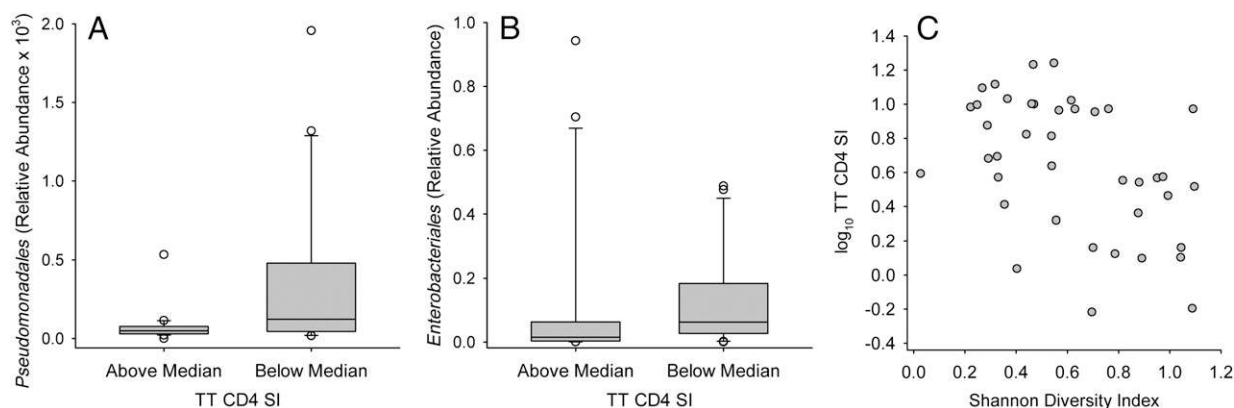 A
Pseudomonadales (Relative Abundance x 10³)
2.0
1.5
1.0
0.5
0.0
Above Median Below Median
TT CD4 SI
B
Enterobacteriales (Relative Abundance)
1.0
0.8
0.6
0.4
0.2
0.0
Above Median Below Median
TT CD4 SI
C
log₁₀ TT CD4 SI
1.4
1.2
1.0
0.8
0.6
0.4
0.2
0.0
-0.2
-0.4
0.0 0.2 0.4 0.6 0.8 1.0 1.2
Shannon Diversity Index